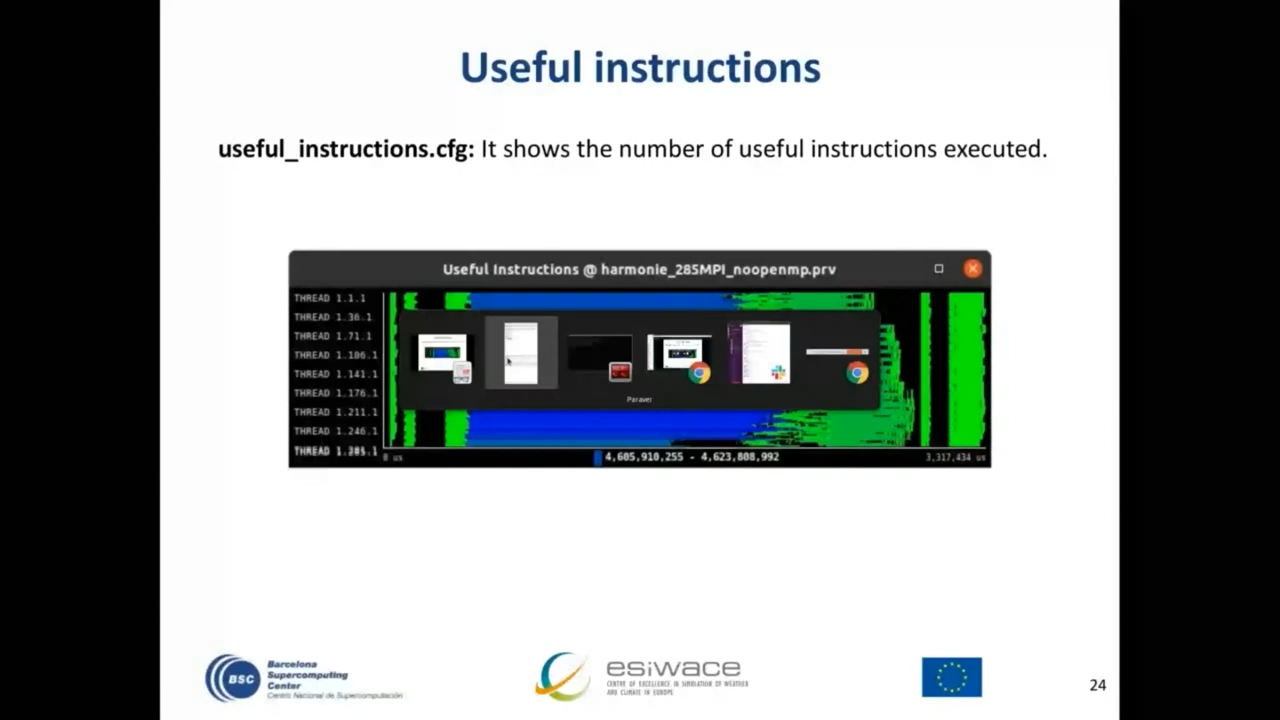 Useful instructions
useful_instructions.cfg: It shows the number of useful instructions executed.
Useful Instructions @ harmonie_285MPI_noopenmp.prv
THREAD 1.1.1
THREAD 1.36.1
THREAD 1.71.1
THREAD 1.106.1
THREAD 1.141.1
THREAD 1.176.1
THREAD 1.211.1
THREAD 1.246.1
THREAD 1.281.1
Paraver
0 us
4,605,910,255 - 4,623,808,992
3,317,434 us
BSC
Barcelona
Supercomputing
Center
Centro Nacional de Supercomputación
esiwace
CENTRE OF EXCELLENCE IN SIMULATION OF WEATHER
AND CLIMATE IN EUROPE
24